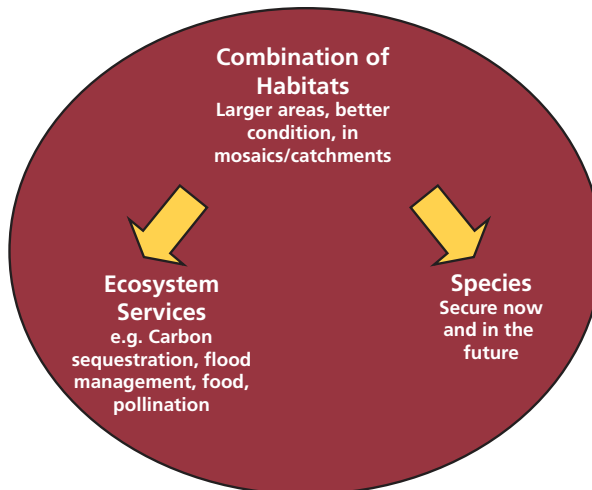 Combination of
Habitats
Larger areas, better
condition, in
mosaics/catchments
Ecosystem
Services
e.g. Carbon
sequestration, flood
management, food,
pollination
Species
Secure now
and in the
future